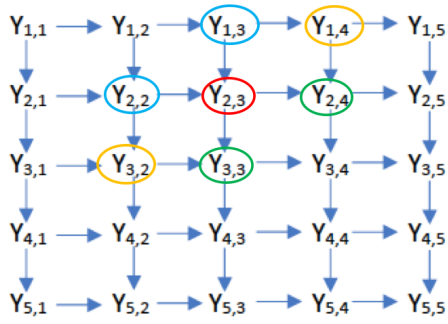 Y1,1 Y1,2 Y1,3 Y1,4 Y1,5
Y2,1 Y2,2 Y2,3 Y2,4 Y2,5
Y3,1 Y3,2 Y3,3 Y3,4 Y3,5
Y4,1 Y4,2 Y4,3 Y4,4 Y4,5
Y5,1 Y5,2 Y5,3 Y5,4 Y5,5